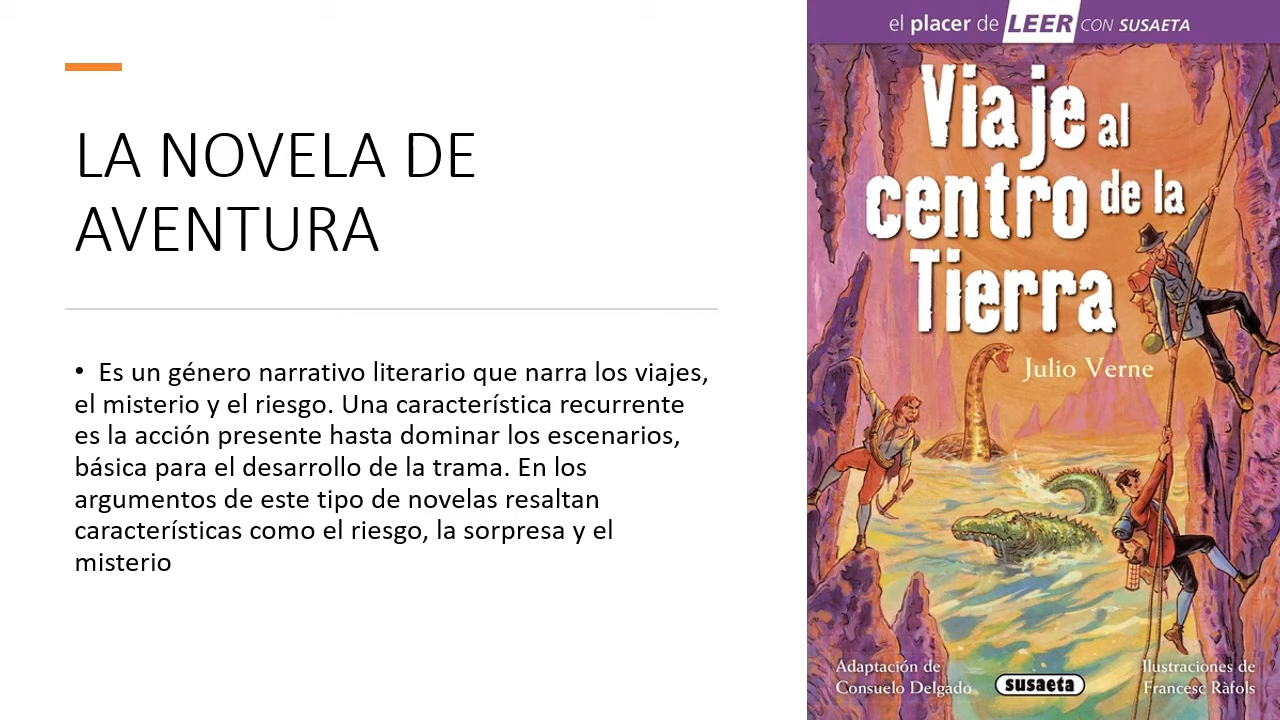 LA NOVELA DE
AVENTURA
• Es un género narrativo literario que narra los viajes,
el misterio y el riesgo. Una característica recurrente
es la acción presente hasta dominar los escenarios,
básica para el desarrollo de la trama. En los
argumentos de este tipo de novelas resaltan
características como el riesgo, la sorpresa y el
misterio
el placer de LEER CON SUSAETA
Viaje al
centro de la
Tierra
Julio Verne
Adaptación de
Consuelo Delgado
susaeta
Ilustraciones de
Francesc Ràfols